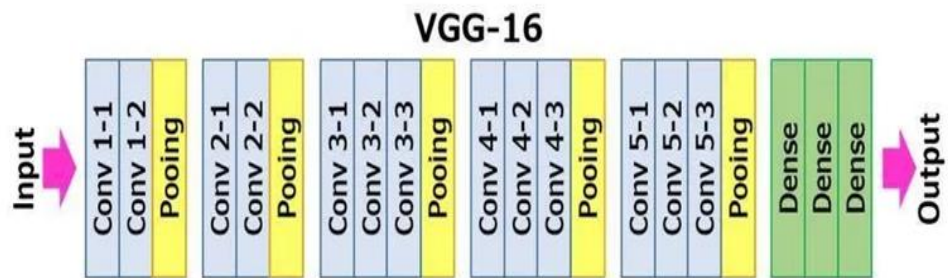 VGG-16
Input
Conv 1-1
Conv 1-2
Pooing
Conv 2-1
Conv 2-2
Pooing
Conv 3-1
Conv 3-2
Conv 3-3
Pooing
Conv 4-1
Conv 4-2
Conv 4-3
Pooing
Conv 5-1
Conv 5-2
Conv 5-3
Pooing
Dense
Dense
Dense
Output